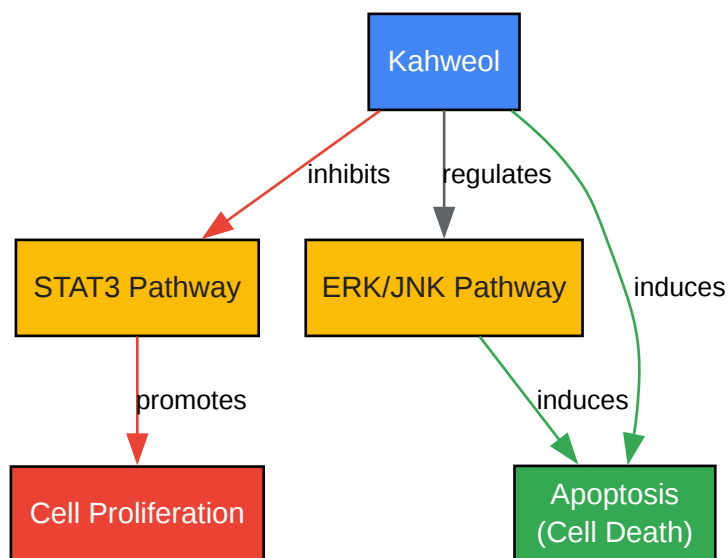 Kahweol
inhibits
regulates
STAT3 Pathway
ERK/JNK Pathway
induces
promotes
induces
Cell Proliferation
Apoptosis
(Cell Death)